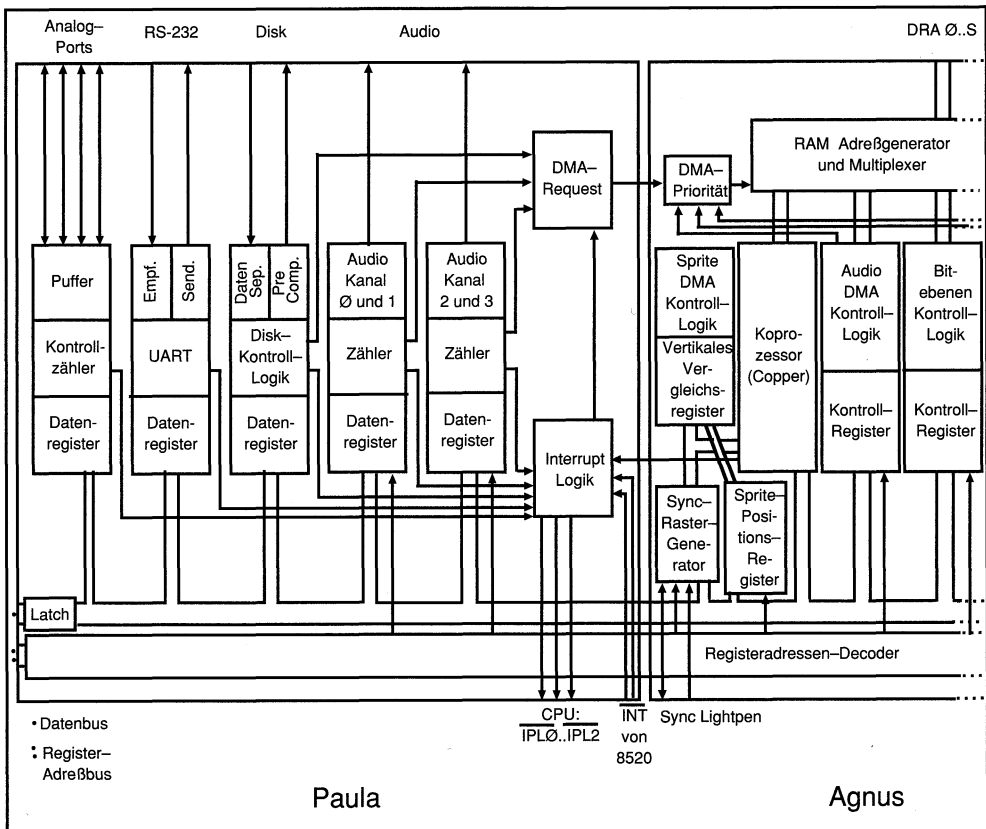 Analog–
Ports
RS-232
Disk
Audio
DRA Ø..S
RAM Adreßgenerator
und Multiplexer
DMA–
Request
DMA–
Priorität
Puffer
Empf.
Send.
Daten
Sep.
Pre
Comp.
Audio
Kanal
Ø und 1
Audio
Kanal
2 und 3
Sprite
DMA
Kontroll–
Logik
Koprozessor
(Copper)
Audio
DMA
Kontroll–
Logik
Bit-
ebenen
Kontroll–
Logik
Kontroll–
zähler
UART
Disk–
Kontroll–
Logik
Zähler
Zähler
Vertikales
Ver-
gleichs-
register
Daten-
register
Daten-
register
Daten-
register
Daten-
register
Daten-
register
Interrupt
Logik
Kontroll–
Register
Kontroll–
Register
Sync–
Raster–
Gene-
rator
Sprite–
Posi-
tions–
Re-
gister
Latch
Registeradressen–Decoder
• Datenbus
: Register–
Adreßbus
CPU:
IPLØ..IPL2
INT
von
8520
Sync Lightpen
Paula
Agnus